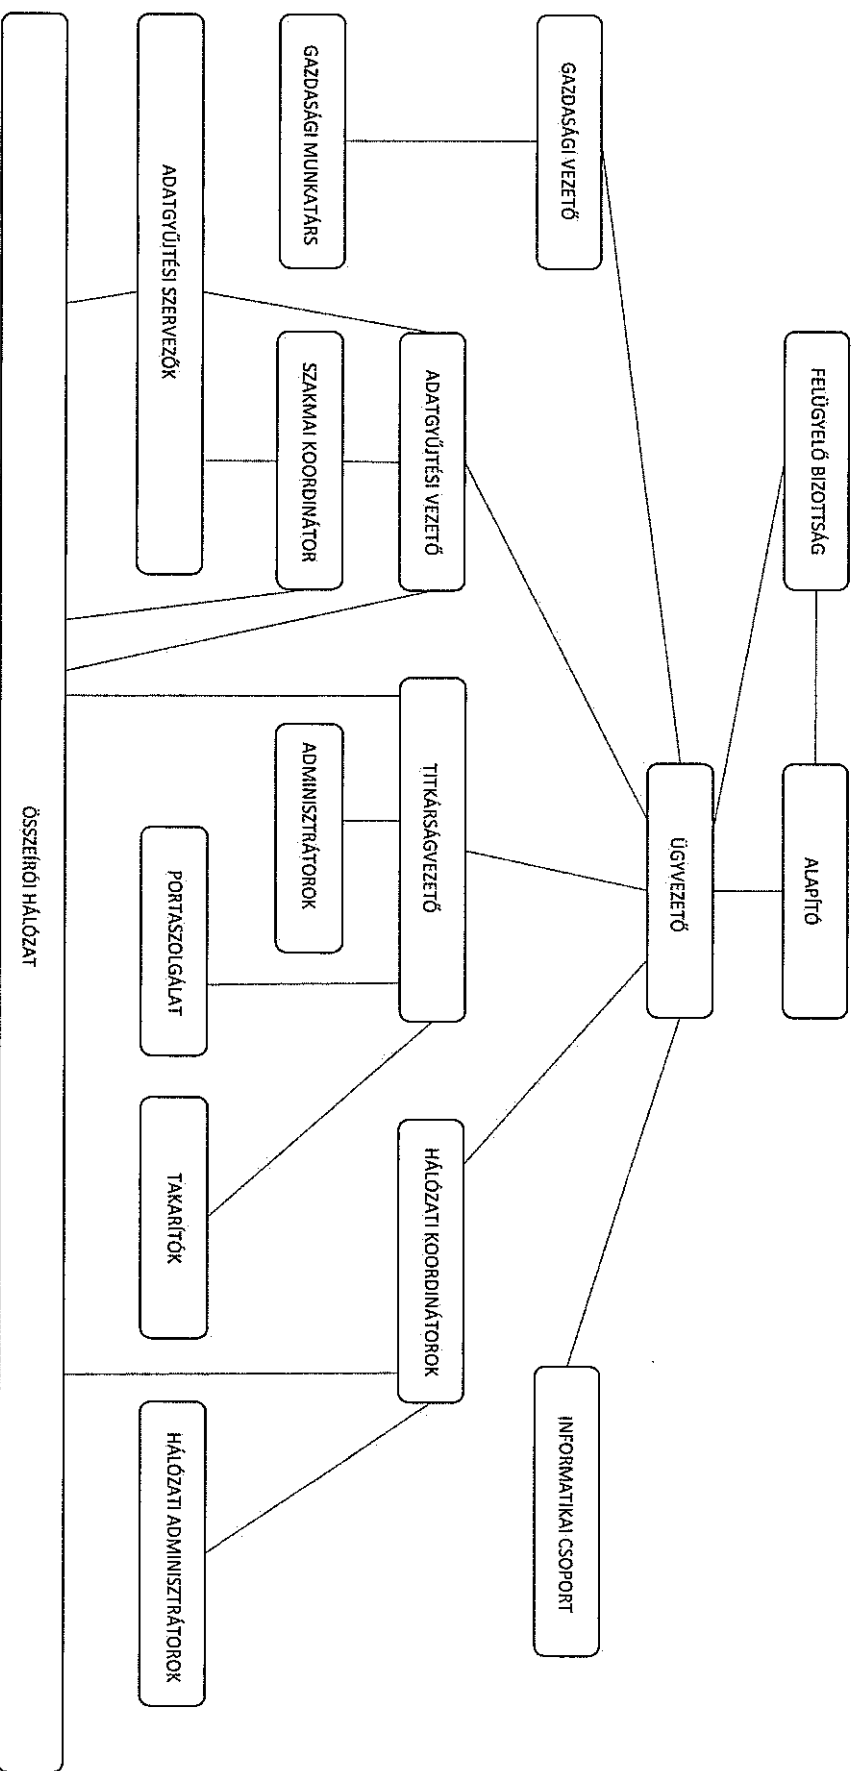 FELÜGYELŐ BIZOTTSÁG
ALAPÍTÓ
ÜGYVEZETŐ
GAZDASÁGI VEZETŐ
INFORMATIKAI CSOPORT
ADATGYŰJTÉSI VEZETŐ
TITKÁRSÁGVEZETŐ
HÁLÓZATI KOORDINÁTOROK
GAZDASÁGI MUNKATÁRS
SZAKMAI KOORDINÁTOR
ADMINISZTRÁTOROK
ADATGYŰJTÉSI SZERVEZŐK
PORTASZOLGÁLAT
TAKARÍTÓK
HÁLÓZATI ADMINISZTRÁTOROK
ÖSSZEÍRÓI HÁLÓZAT